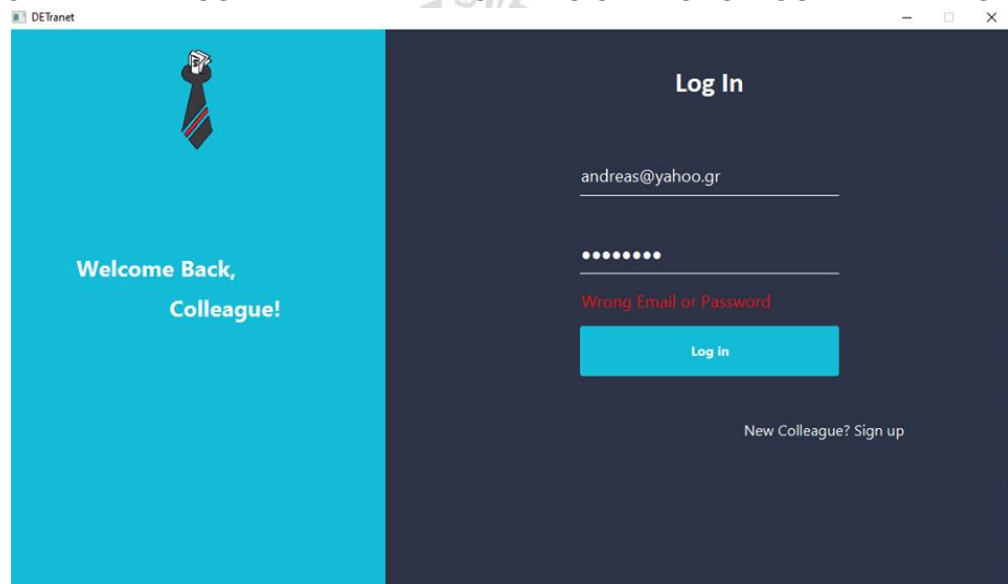 DETranet
Log In
andreas@yahoo.gr
Welcome Back,
Colleague!
Wrong Email or Password
Log in
New Colleague? Sign up